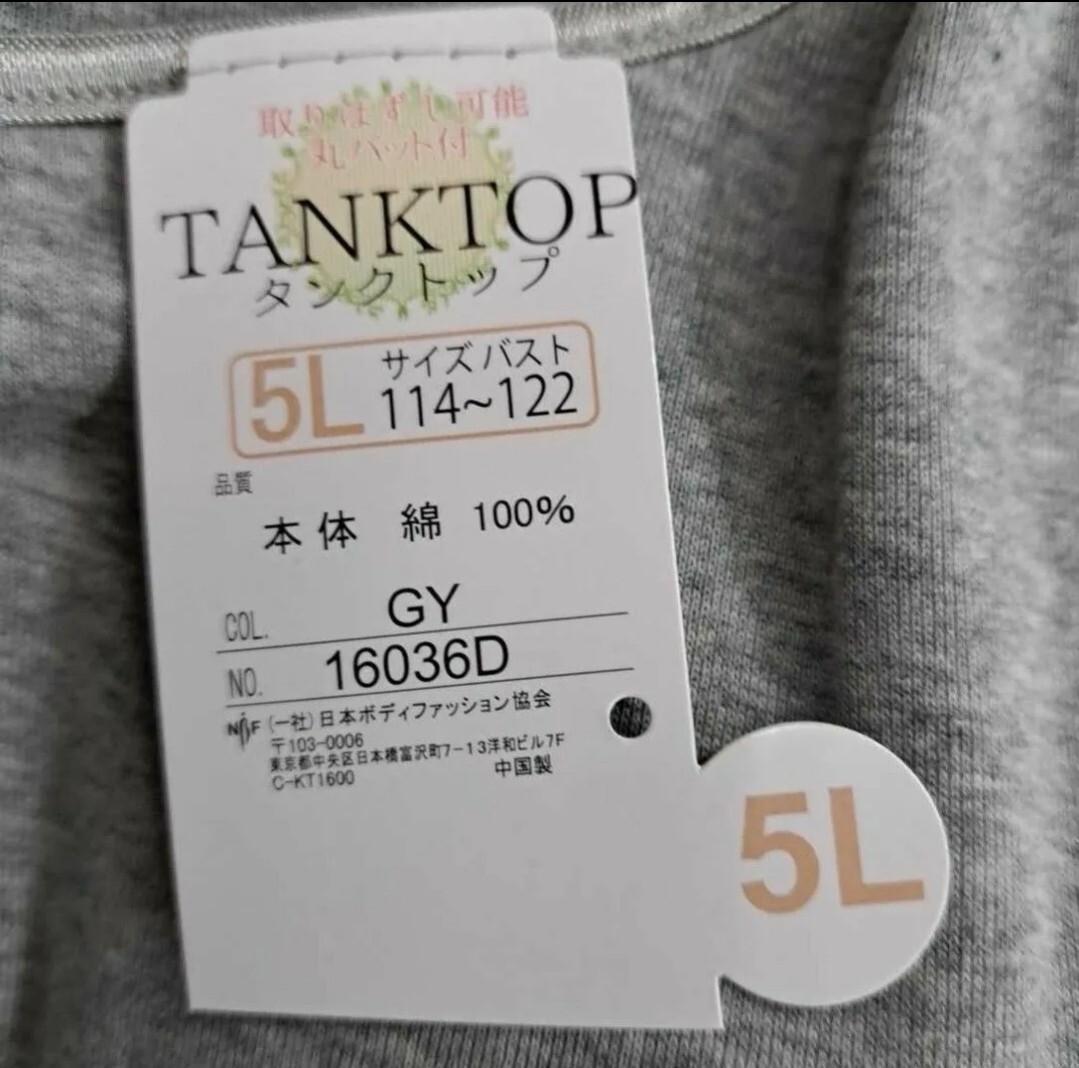 取りはずし可能
丸パット付
TANKTOP
タンクトップ
5L サイズ バスト
114~122
品質
本体 綿 100%
COL. GY
NO. 16036D
NBF (一社)日本ボディファッション協会
〒103-0006
東京都中央区日本橋富沢町7-13洋和ビル7F
C-KT1600 中国製
5L